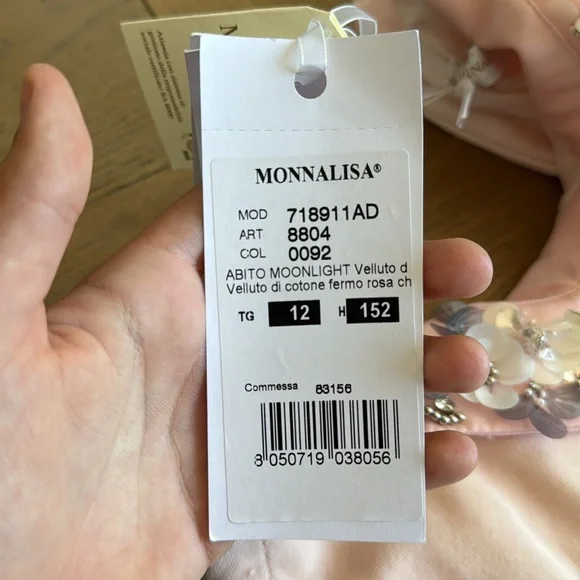 MONNALISA®
MOD 718911AD
ART 8804
COL 0092
ABITO MOONLIGHT Velluto d
Velluto di cotone fermo rosa ch
TG 12 H 152
Commessa 83156
8 050719 038056